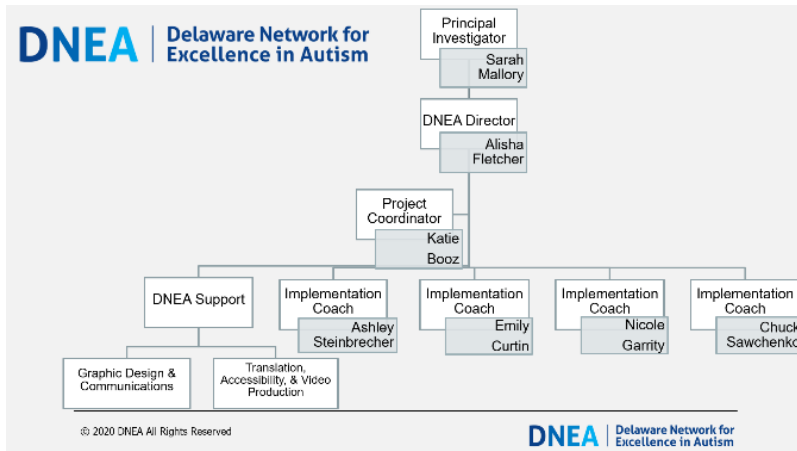 DNEA
Delaware Network for
Excellence in Autism
Principal
Investigator
Sarah
Mallory
DNEA Director
Alisha
Fletcher
Project
Coordinator
Katie
Booz
DNEA Support
Implementation
Coach
Ashley
Steinbrecher
Implementation
Coach
Emily
Curtin
Implementation
Coach
Nicole
Garrity
Implementation
Coach
Chuck
Sawchenko
Graphic Design &
Communications
Translation,
Accessibility, & Video
Production
© 2020 DNEA All Rights Reserved
DNEA
Delaware Network for
Excellence in Autism